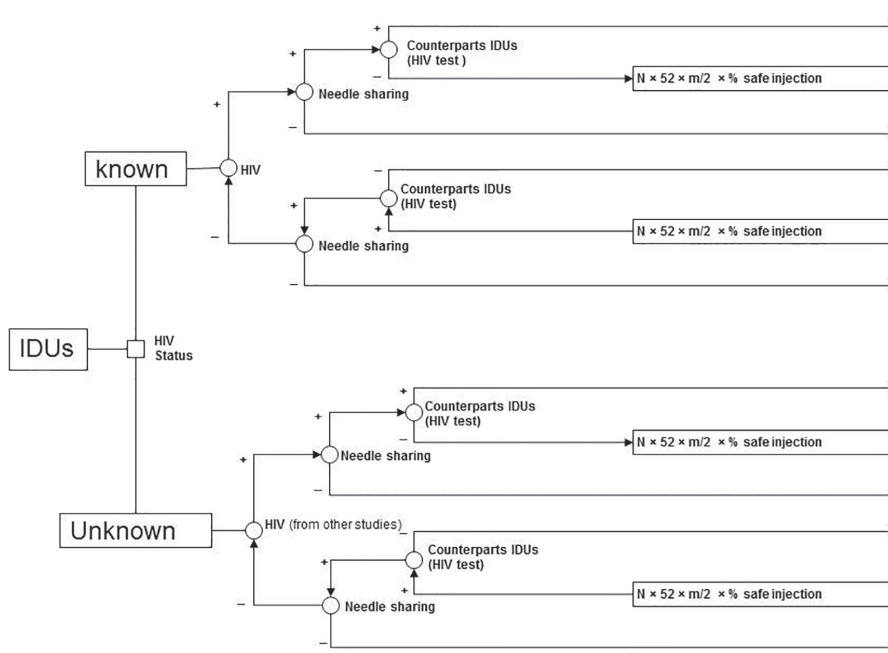 +
Counterparts IDUs
(HIV test )
+
–
N × 52 × m/2 × % safe injection
Needle sharing
+
–
known
HIV
–
Counterparts IDUs
(HIV test)
+
+
N × 52 × m/2 × % safe injection
–
Needle sharing
–
IDUs
HIV
Status
+
Counterparts IDUs
(HIV test)
+
–
N × 52 × m/2 × % safe injection
+
Needle sharing
–
Unknown
HIV (from other studies)
–
Counterparts IDUs
(HIV test)
+
+
N × 52 × m/2 × % safe injection
–
Needle sharing
–